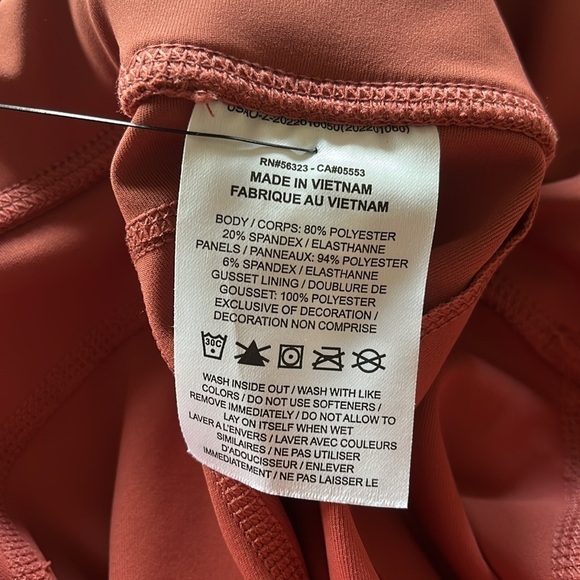 RN#56323 - CA#05553
MADE IN VIETNAM
FABRIQUE AU VIETNAM
BODY / CORPS: 80% POLYESTER
20% SPANDEX / ELASTHANNE
PANELS / PANNEAUX: 94% POLYESTER
6% SPANDEX / ELASTHANNE
GUSSET LINING / DOUBLURE DE
GOUSSET: 100% POLYESTER
EXCLUSIVE OF DECORATION /
DECORATION NON COMPRISE
30C
WASH INSIDE OUT / WASH WITH LIKE
COLORS / DO NOT USE SOFTENERS /
REMOVE IMMEDIATELY / DO NOT ALLOW TO
LAY ON ITSELF WHEN WET
LAVER A L'ENVERS / LAVER AVEC COULEURS
SIMILAIRES / NE PAS UTILISER
D'ADOUCISSEUR / ENLEVER
IMMEDIATEMENT / NE PAS LAISSER LE